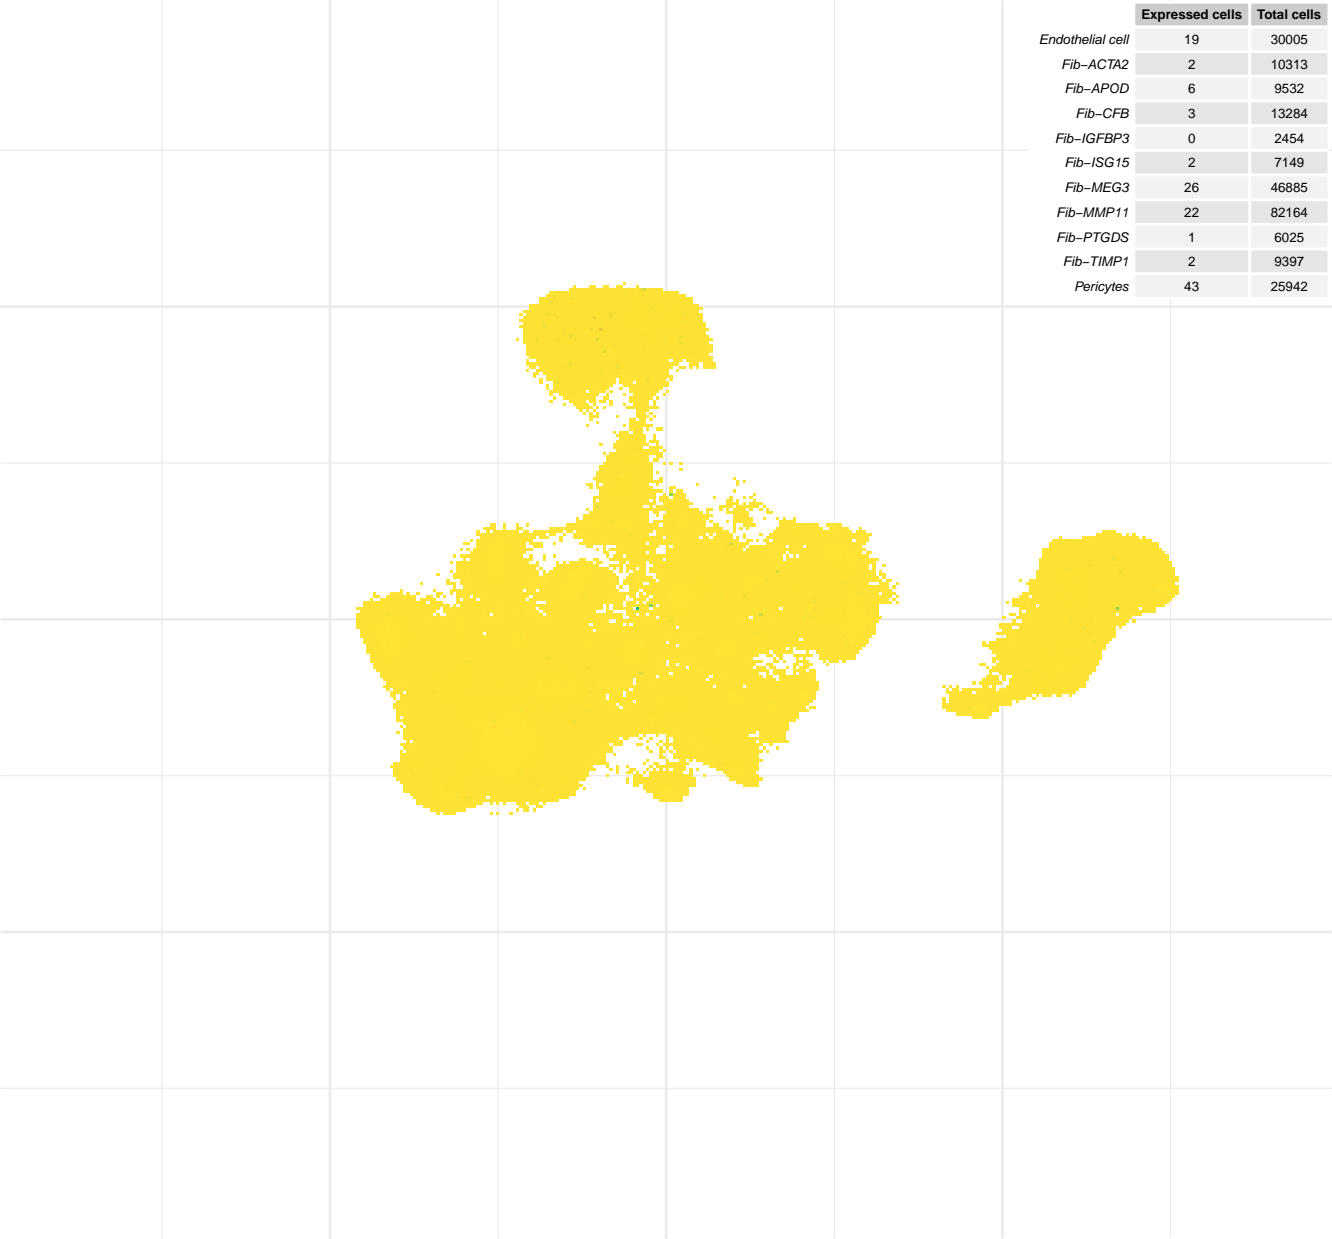 Expressed cells Total cells
Endothelial cell 19 30005
Fib−ACTA2 2 10313
Fib−APOD 6 9532
Fib−CFB 3 13284
Fib−IGFBP3 0 2454
Fib−ISG15 2 7149
Fib−MEG3 26 46885
Fib−MMP11 22 82164
Fib−PTGDS 1 6025
Fib−TIMP1 2 9397
Pericytes 43 25942